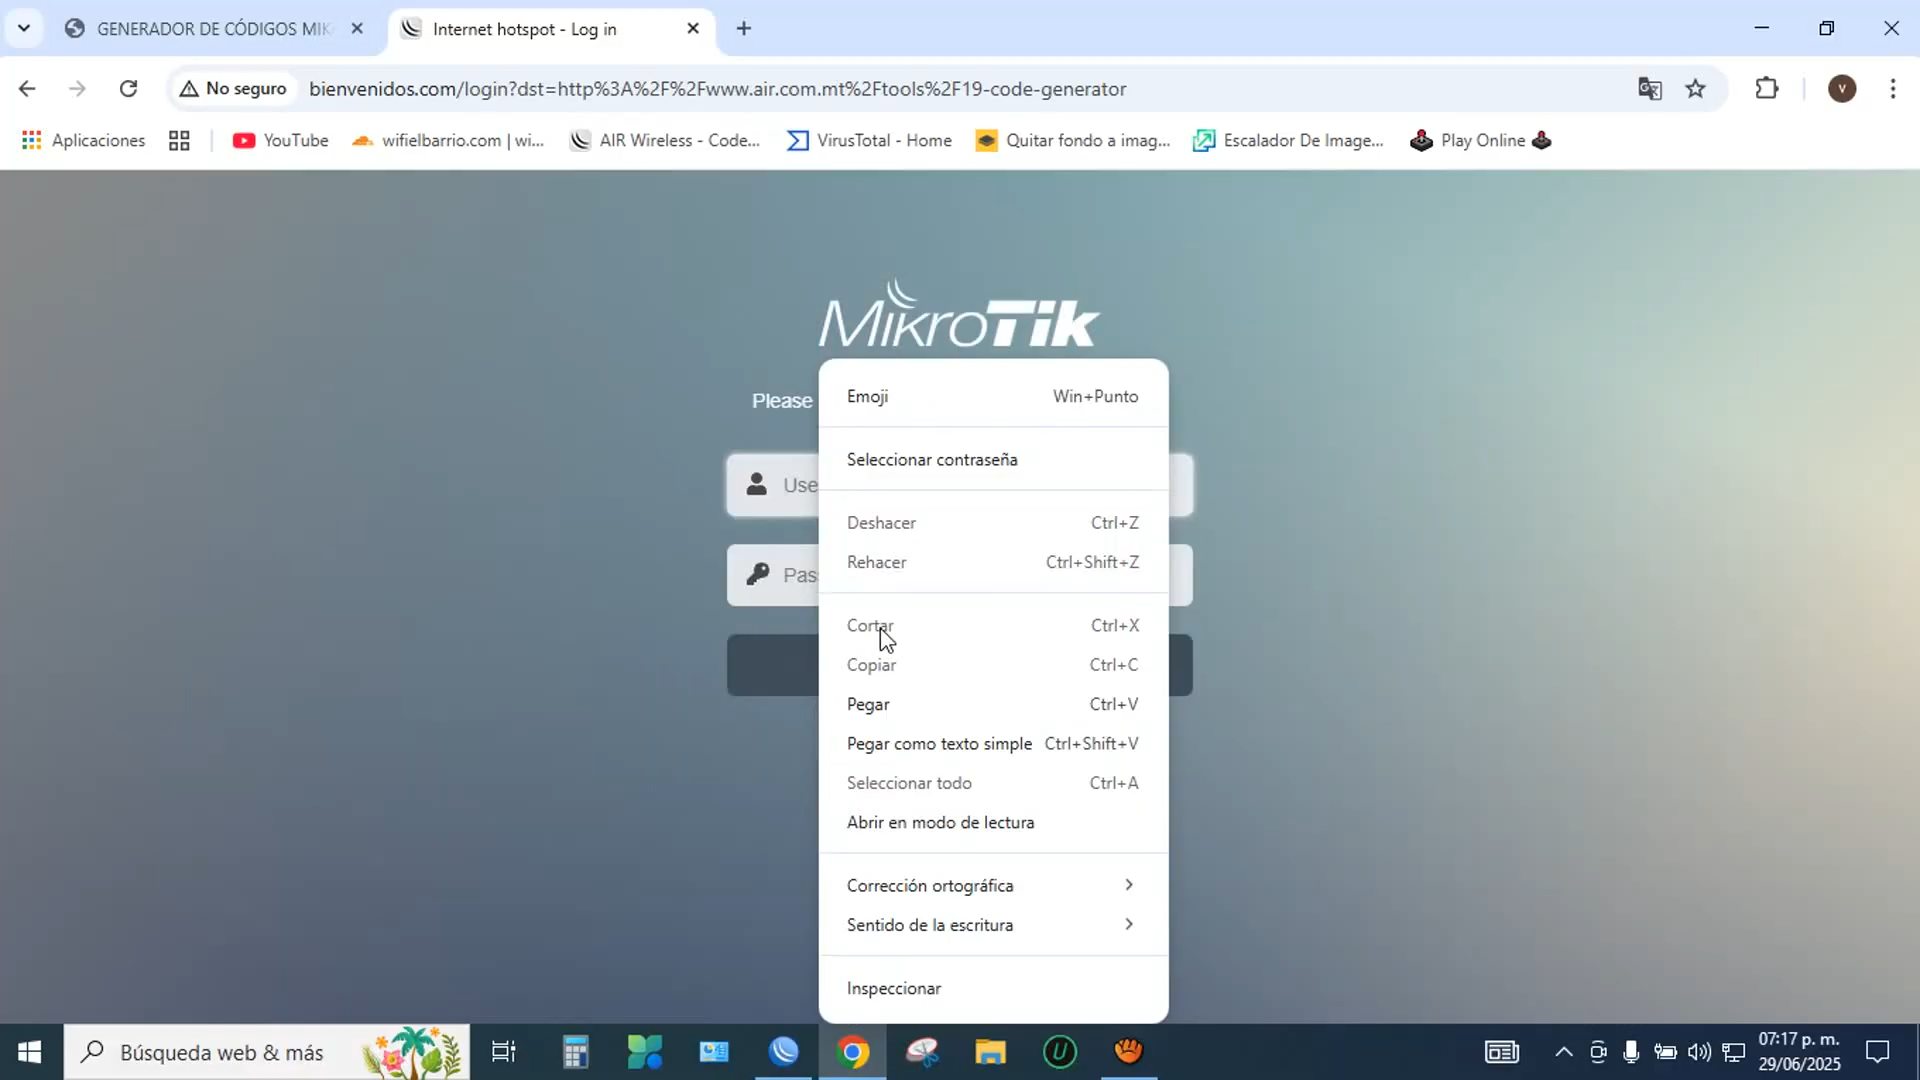 GENERADOR DE CÓDIGOS MIK
Internet hotspot - Log in
No seguro
bienvenidos.com/login?dst=http%3A%2F%2Fwww.air.com.mt%2Ftools%2F19-code-generator
Aplicaciones
YouTube
wifielbarrio.com | wi...
AIR Wireless - Code...
VirusTotal - Home
Quitar fondo a imag...
Escalador De Image...
Play Online
V
MikroTik
Please
Use
Pas
Emoji Win+Punto
Seleccionar contraseña
Deshacer Ctrl+Z
Rehacer Ctrl+Shift+Z
Cortar Ctrl+X
Copiar Ctrl+C
Pegar Ctrl+V
Pegar como texto simple Ctrl+Shift+V
Seleccionar todo Ctrl+A
Abrir en modo de lectura
Corrección ortográfica
Sentido de la escritura
Inspeccionar
Búsqueda web & más
U
07:17 p. m.
29/06/2025